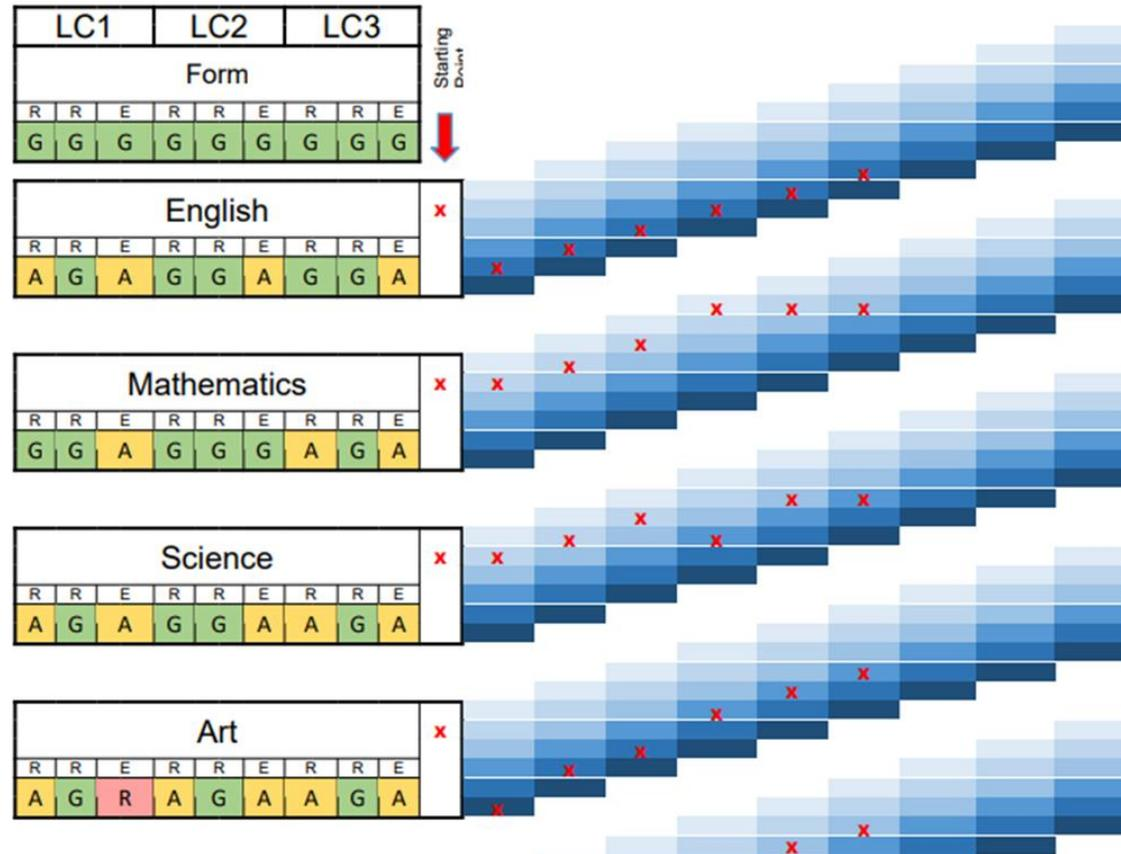 LC1 LC2 LC3
Starting
Point
Form
R R E R R E R R E
G G G G G G G G G
x
x
English x x
x
R R E R R E R R E x
A G A G G A G G A x
x x x
x
x
Mathematics x x
R R E R R E R R E
G G A G G G A G A
x x
x
x x
Science x x
R R E R R E R R E
A G A G G A A G A
x
x
x
Art x
x
R R E R R E R R E x
A G R A G A A G A
x
x
x